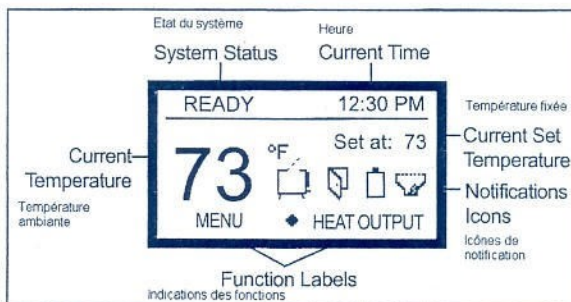 Etat du système
System Status
Heure
Current Time
READY 12:30 PM
Température fixée
Set at: 73
Current Set
Temperature
73 °F
Current
Temperature
Température
ambiante
Notifications
Icons
Icônes de
notification
MENU ◆ HEAT OUTPUT
Function Labels
Indications des fonctions